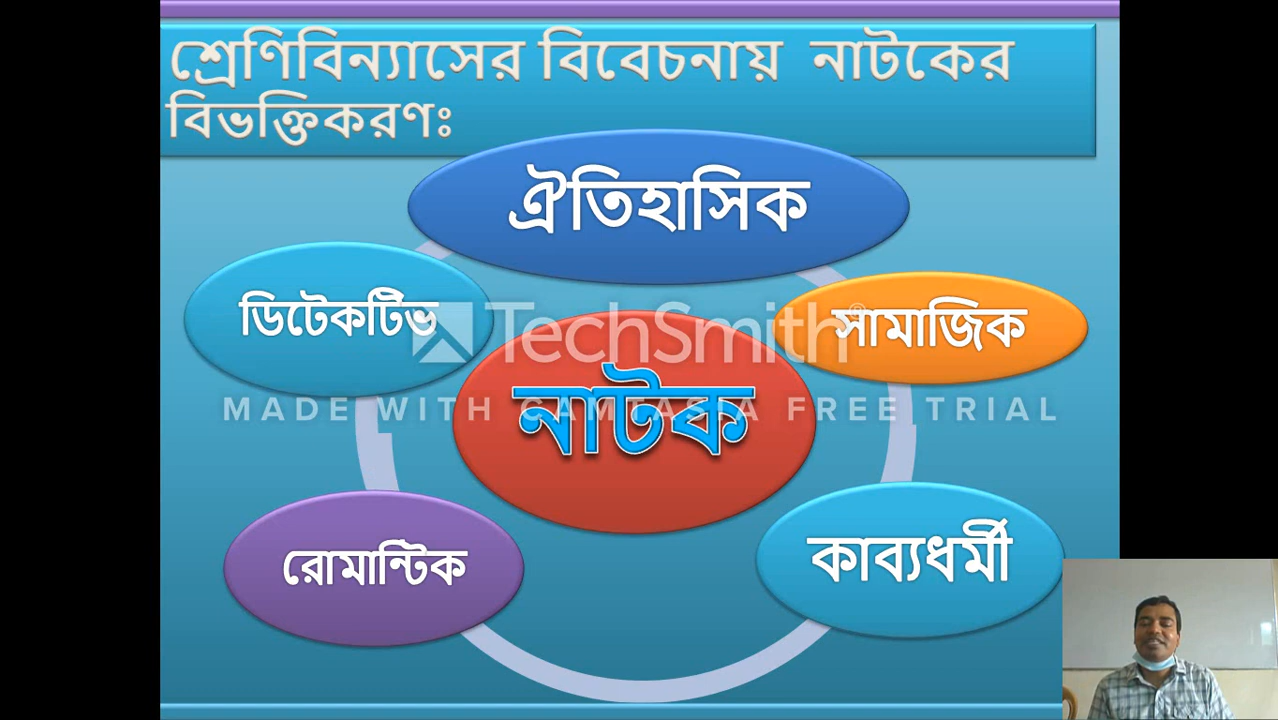 শ্রেণিবিন্যাসের বিবেচনায় নাটকের
বিভক্তিকরণঃ
ঐতিহাসিক
ডিটেকটিভ
সামাজিক
TechSmith®
নাটক
MADE WITH CAMTASIA FREE TRIAL
রোমান্টিক
কাব্যধর্মী